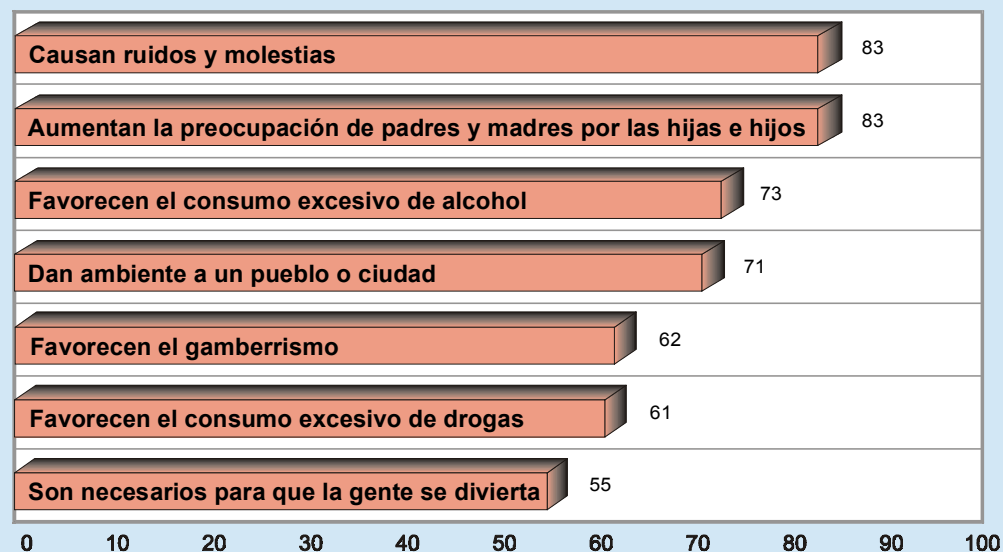 Causan ruidos y molestias 83
Aumentan la preocupación de padres y madres por las hijas e hijos 83
Favorecen el consumo excesivo de alcohol 73
Dan ambiente a un pueblo o ciudad 71
Favorecen el gamberrismo 62
Favorecen el consumo excesivo de drogas 61
Son necesarios para que la gente se divierta 55
0 10 20 30 40 50 60 70 80 90 100